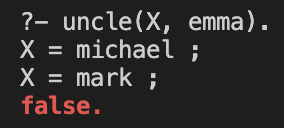 ?- uncle(X, emma).
X = michael ;
X = mark ;
false.